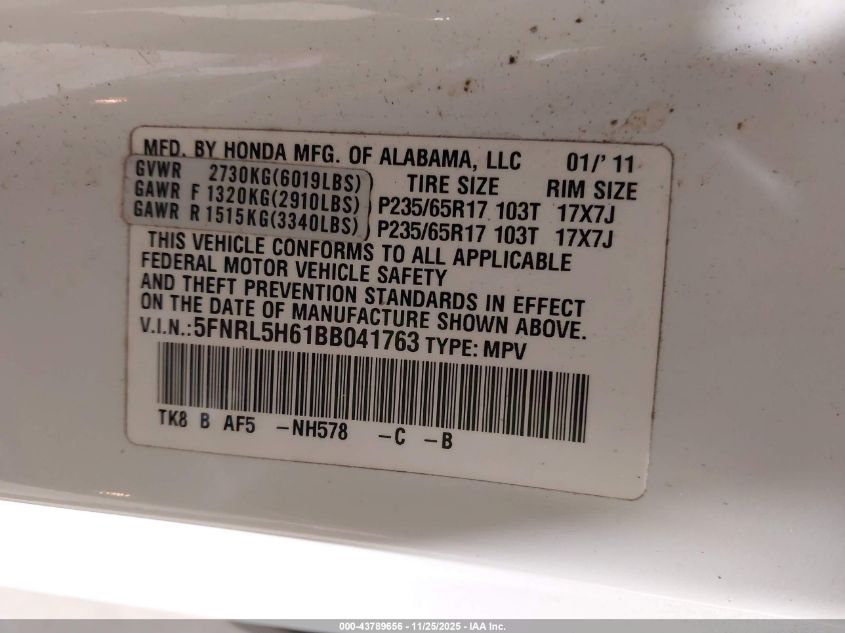 MFD. BY HONDA MFG. OF ALABAMA, LLC 01/' 11
GVWR 2730KG(6019LBS) TIRE SIZE RIM SIZE
GAWR F 1320KG(2910LBS) P235/65R17 103T 17X7J
GAWR R 1515KG(3340LBS) P235/65R17 103T 17X7J
THIS VEHICLE CONFORMS TO ALL APPLICABLE
FEDERAL MOTOR VEHICLE SAFETY
AND THEFT PREVENTION STANDARDS IN EFFECT
ON THE DATE OF MANUFACTURE SHOWN ABOVE.
V.I.N.:5FNRL5H61BB041763 TYPE: MPV
TK8 B AF5 -NH578 -C -B
000-43789656 - 11/25/2025 - IAA Inc.